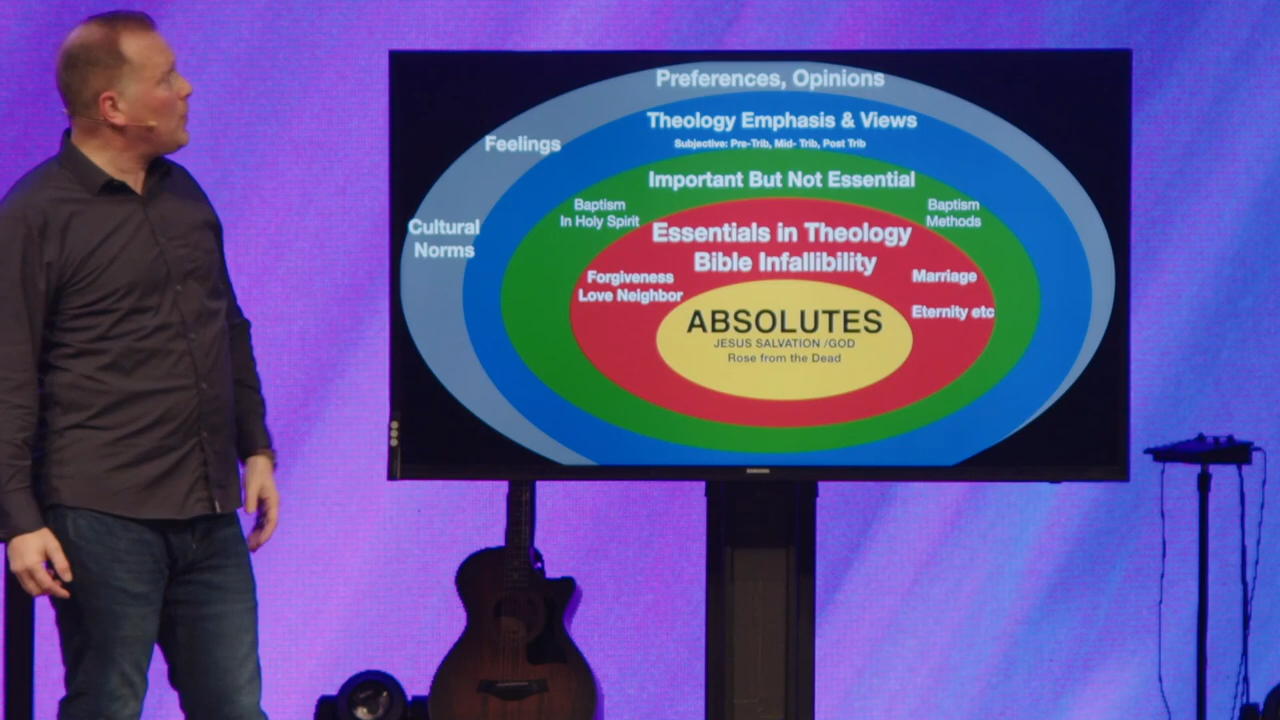 Preferences, Opinions
Theology Emphasis & Views
Feelings
Subjective: Pre-Trib, Mid- Trib, Post Trib
Important But Not Essential
Baptism
In Holy Spirit
Baptism
Methods
Cultural
Norms
Essentials in Theology
Bible Infallibility
Forgiveness
Love Neighbor
Marriage
Eternity etc
ABSOLUTES
JESUS SALVATION /GOD
Rose from the Dead
SAMSUNG